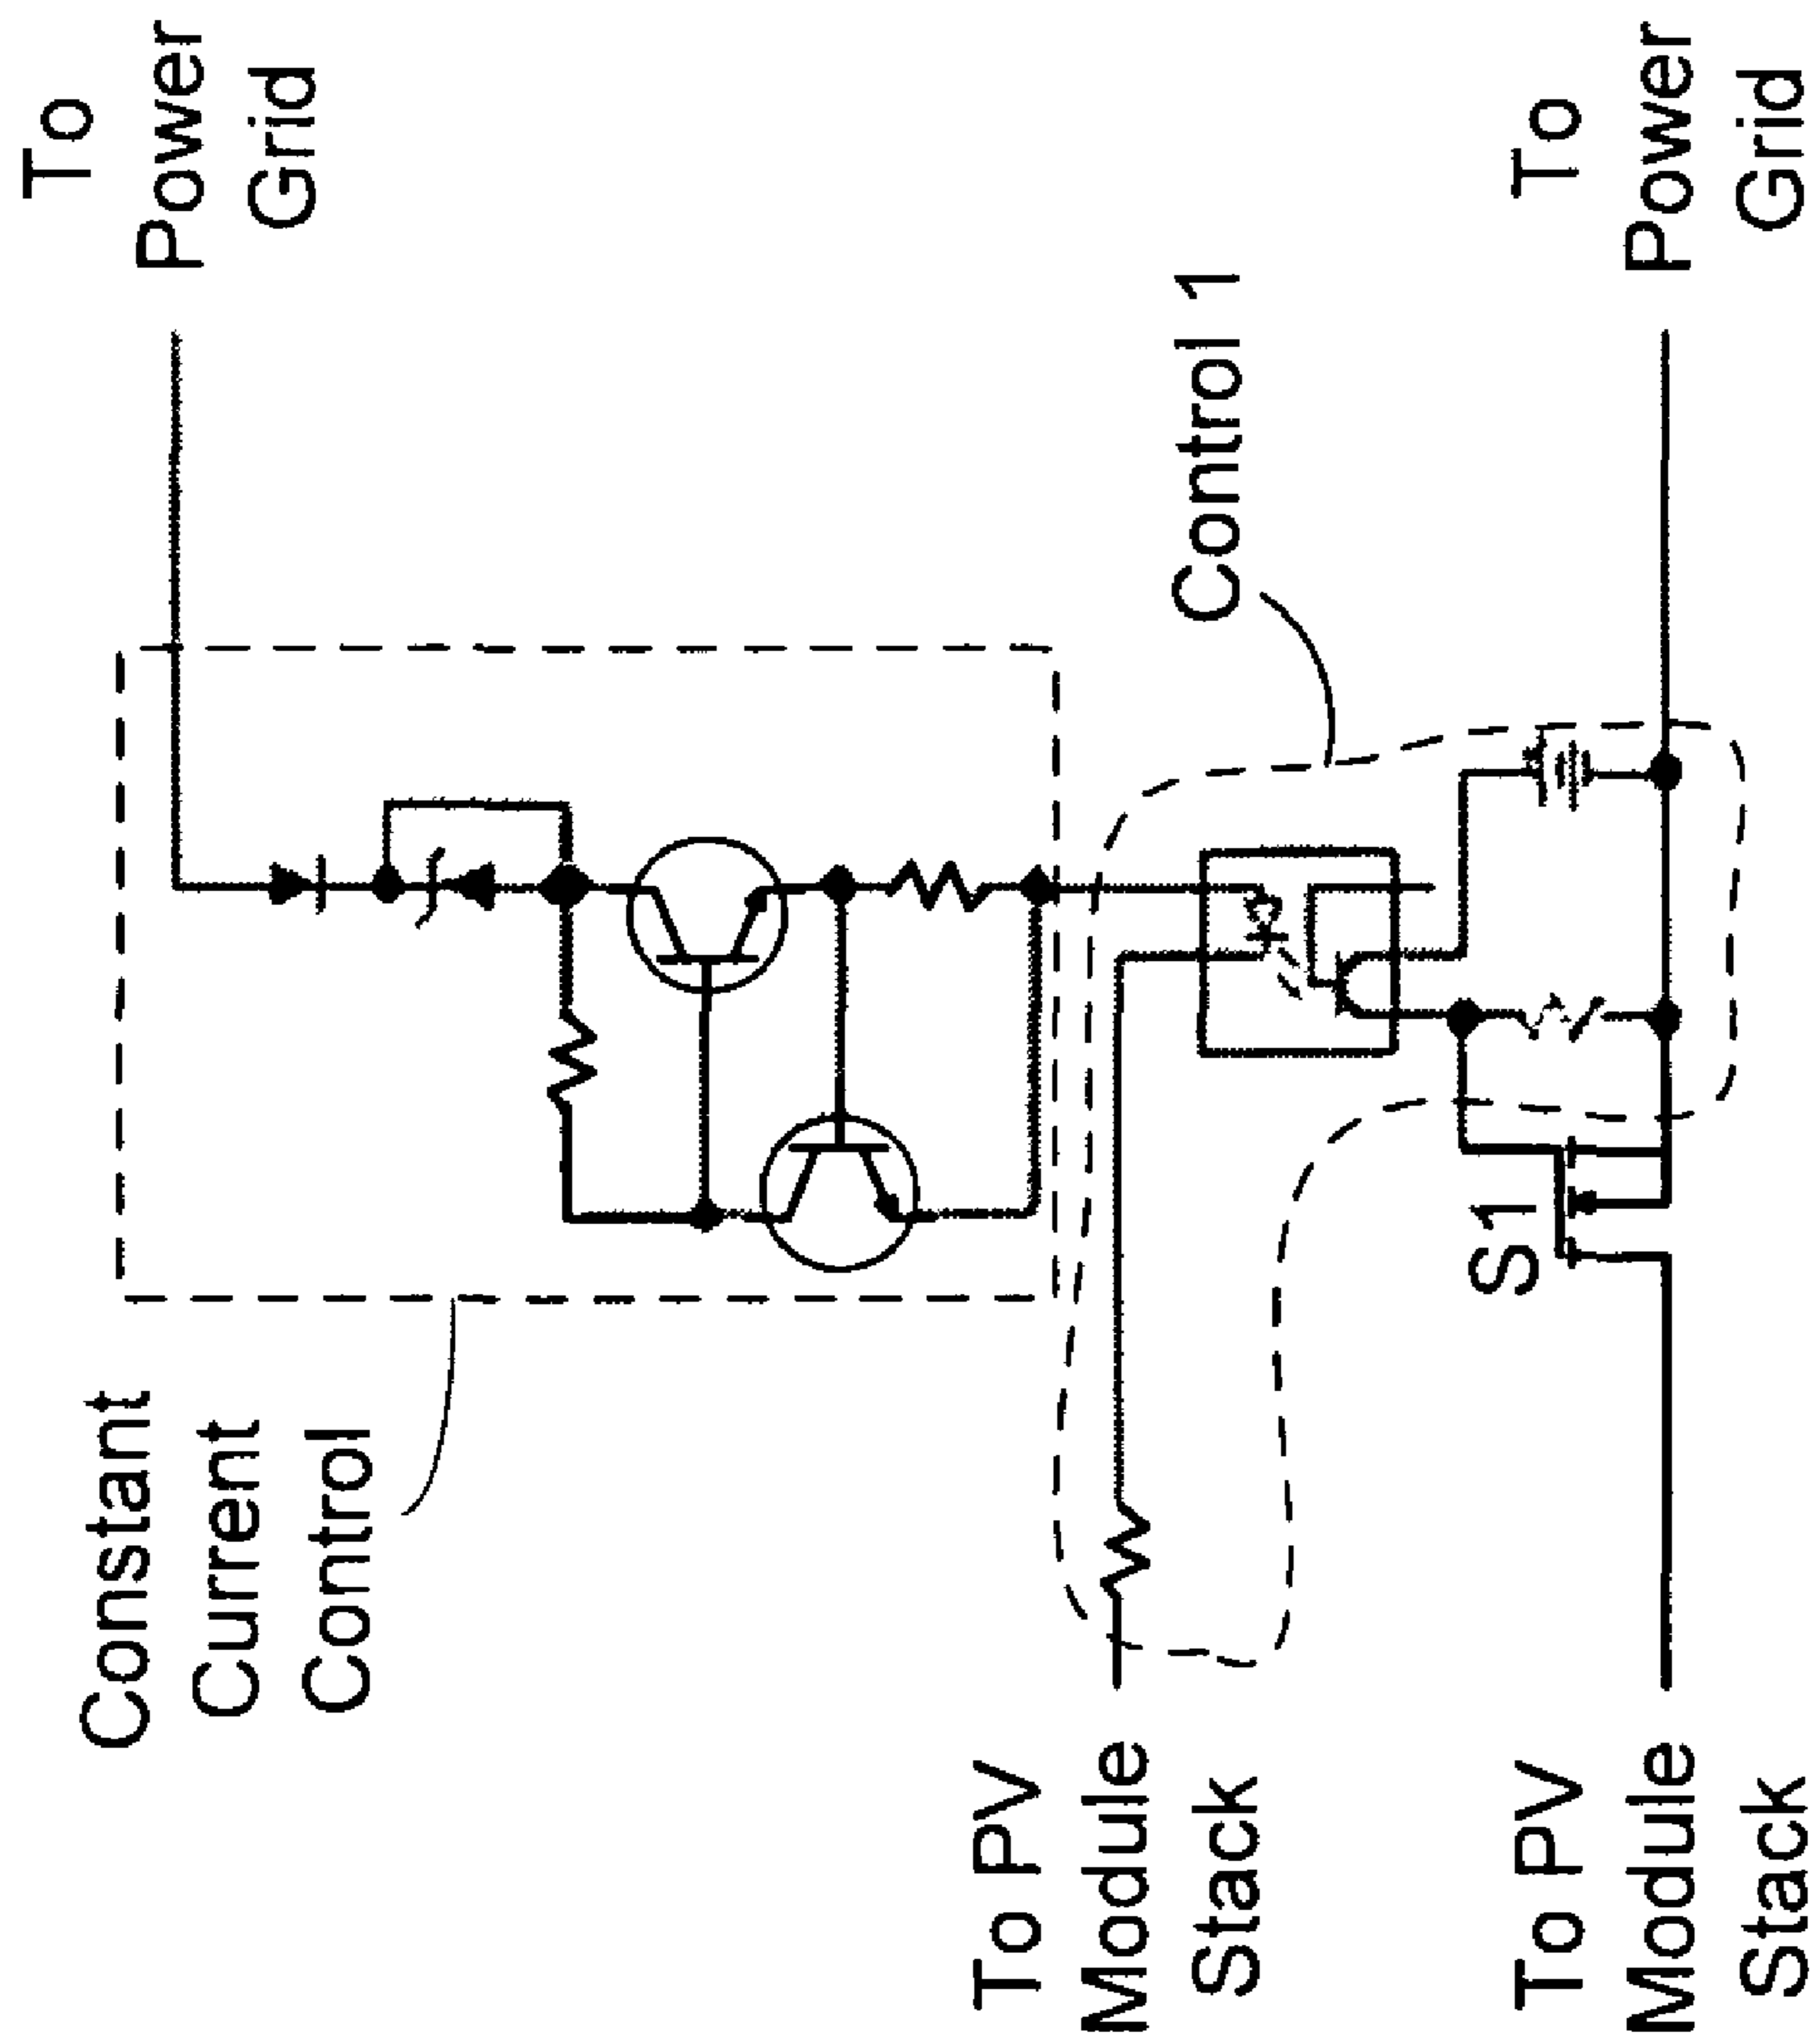 Constant
Current
Control
To
Power
Grid
Control 1
To PV
Module
Stack
S1
To PV
Module
Stack
To
Power
Grid